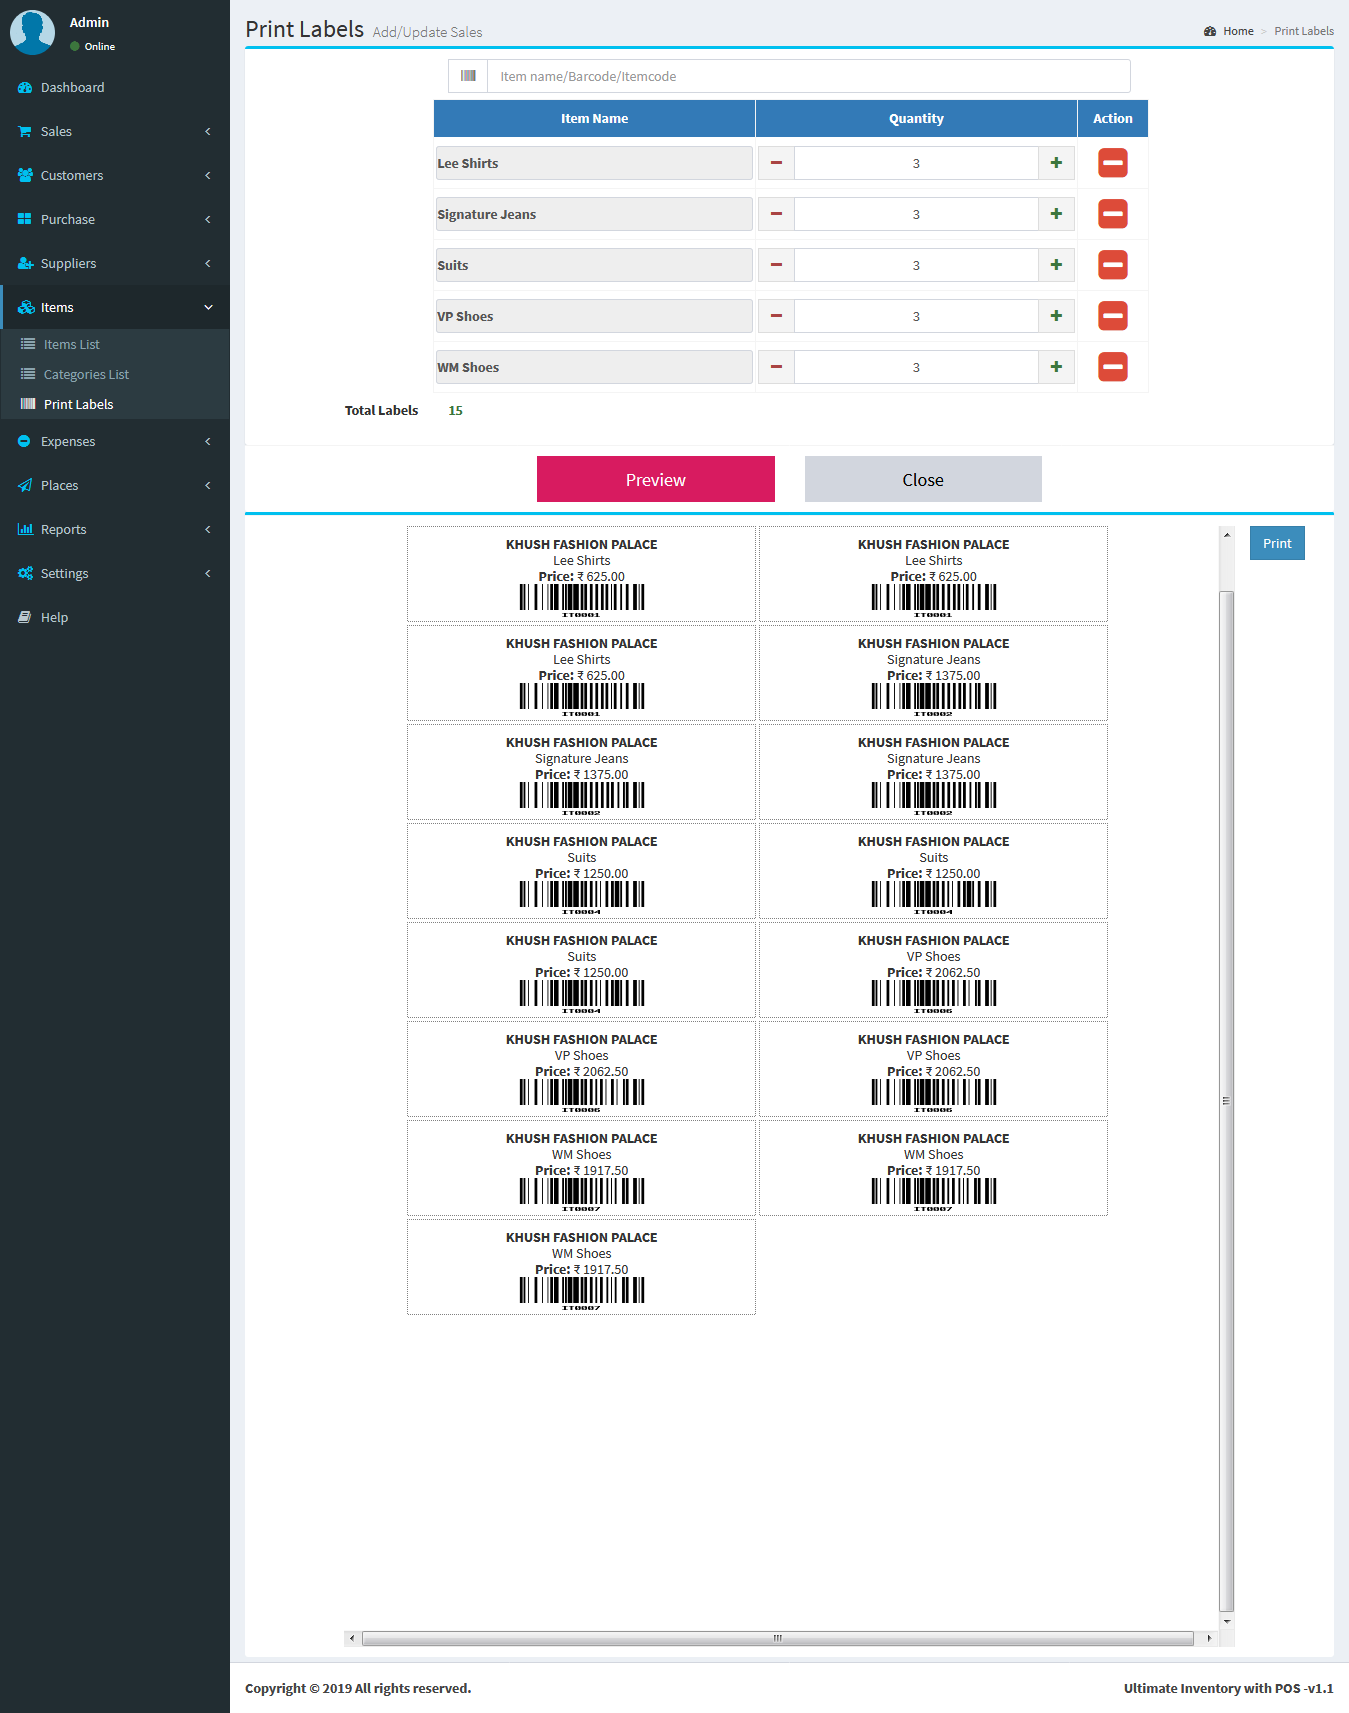 Admin
Online
Dashboard
Sales
Customers
Purchase
Suppliers
Items
Items List
Categories List
Print Labels
Expenses
Places
Reports
Settings
Help
Print Labels Add/Update Sales
Home > Print Labels
Item name/Barcode/Itemcode
Item Name Quantity Action
Lee Shirts 3
Signature Jeans 3
Suits 3
VP Shoes 3
WM Shoes 3
Total Labels 15
Preview Close
Print
KHUSH FASHION PALACE
Lee Shirts
Price: ₹ 625.00
IT0001
KHUSH FASHION PALACE
Lee Shirts
Price: ₹ 625.00
IT0001
KHUSH FASHION PALACE
Lee Shirts
Price: ₹ 625.00
IT0001
KHUSH FASHION PALACE
Signature Jeans
Price: ₹ 1375.00
IT0002
KHUSH FASHION PALACE
Signature Jeans
Price: ₹ 1375.00
IT0002
KHUSH FASHION PALACE
Signature Jeans
Price: ₹ 1375.00
IT0002
KHUSH FASHION PALACE
Suits
Price: ₹ 1250.00
IT0004
KHUSH FASHION PALACE
Suits
Price: ₹ 1250.00
IT0004
KHUSH FASHION PALACE
Suits
Price: ₹ 1250.00
IT0004
KHUSH FASHION PALACE
VP Shoes
Price: ₹ 2062.50
IT0006
KHUSH FASHION PALACE
VP Shoes
Price: ₹ 2062.50
IT0006
KHUSH FASHION PALACE
VP Shoes
Price: ₹ 2062.50
IT0006
KHUSH FASHION PALACE
WM Shoes
Price: ₹ 1917.50
IT0007
KHUSH FASHION PALACE
WM Shoes
Price: ₹ 1917.50
IT0007
KHUSH FASHION PALACE
WM Shoes
Price: ₹ 1917.50
IT0007
Copyright © 2019 All rights reserved.
Ultimate Inventory with POS -v1.1